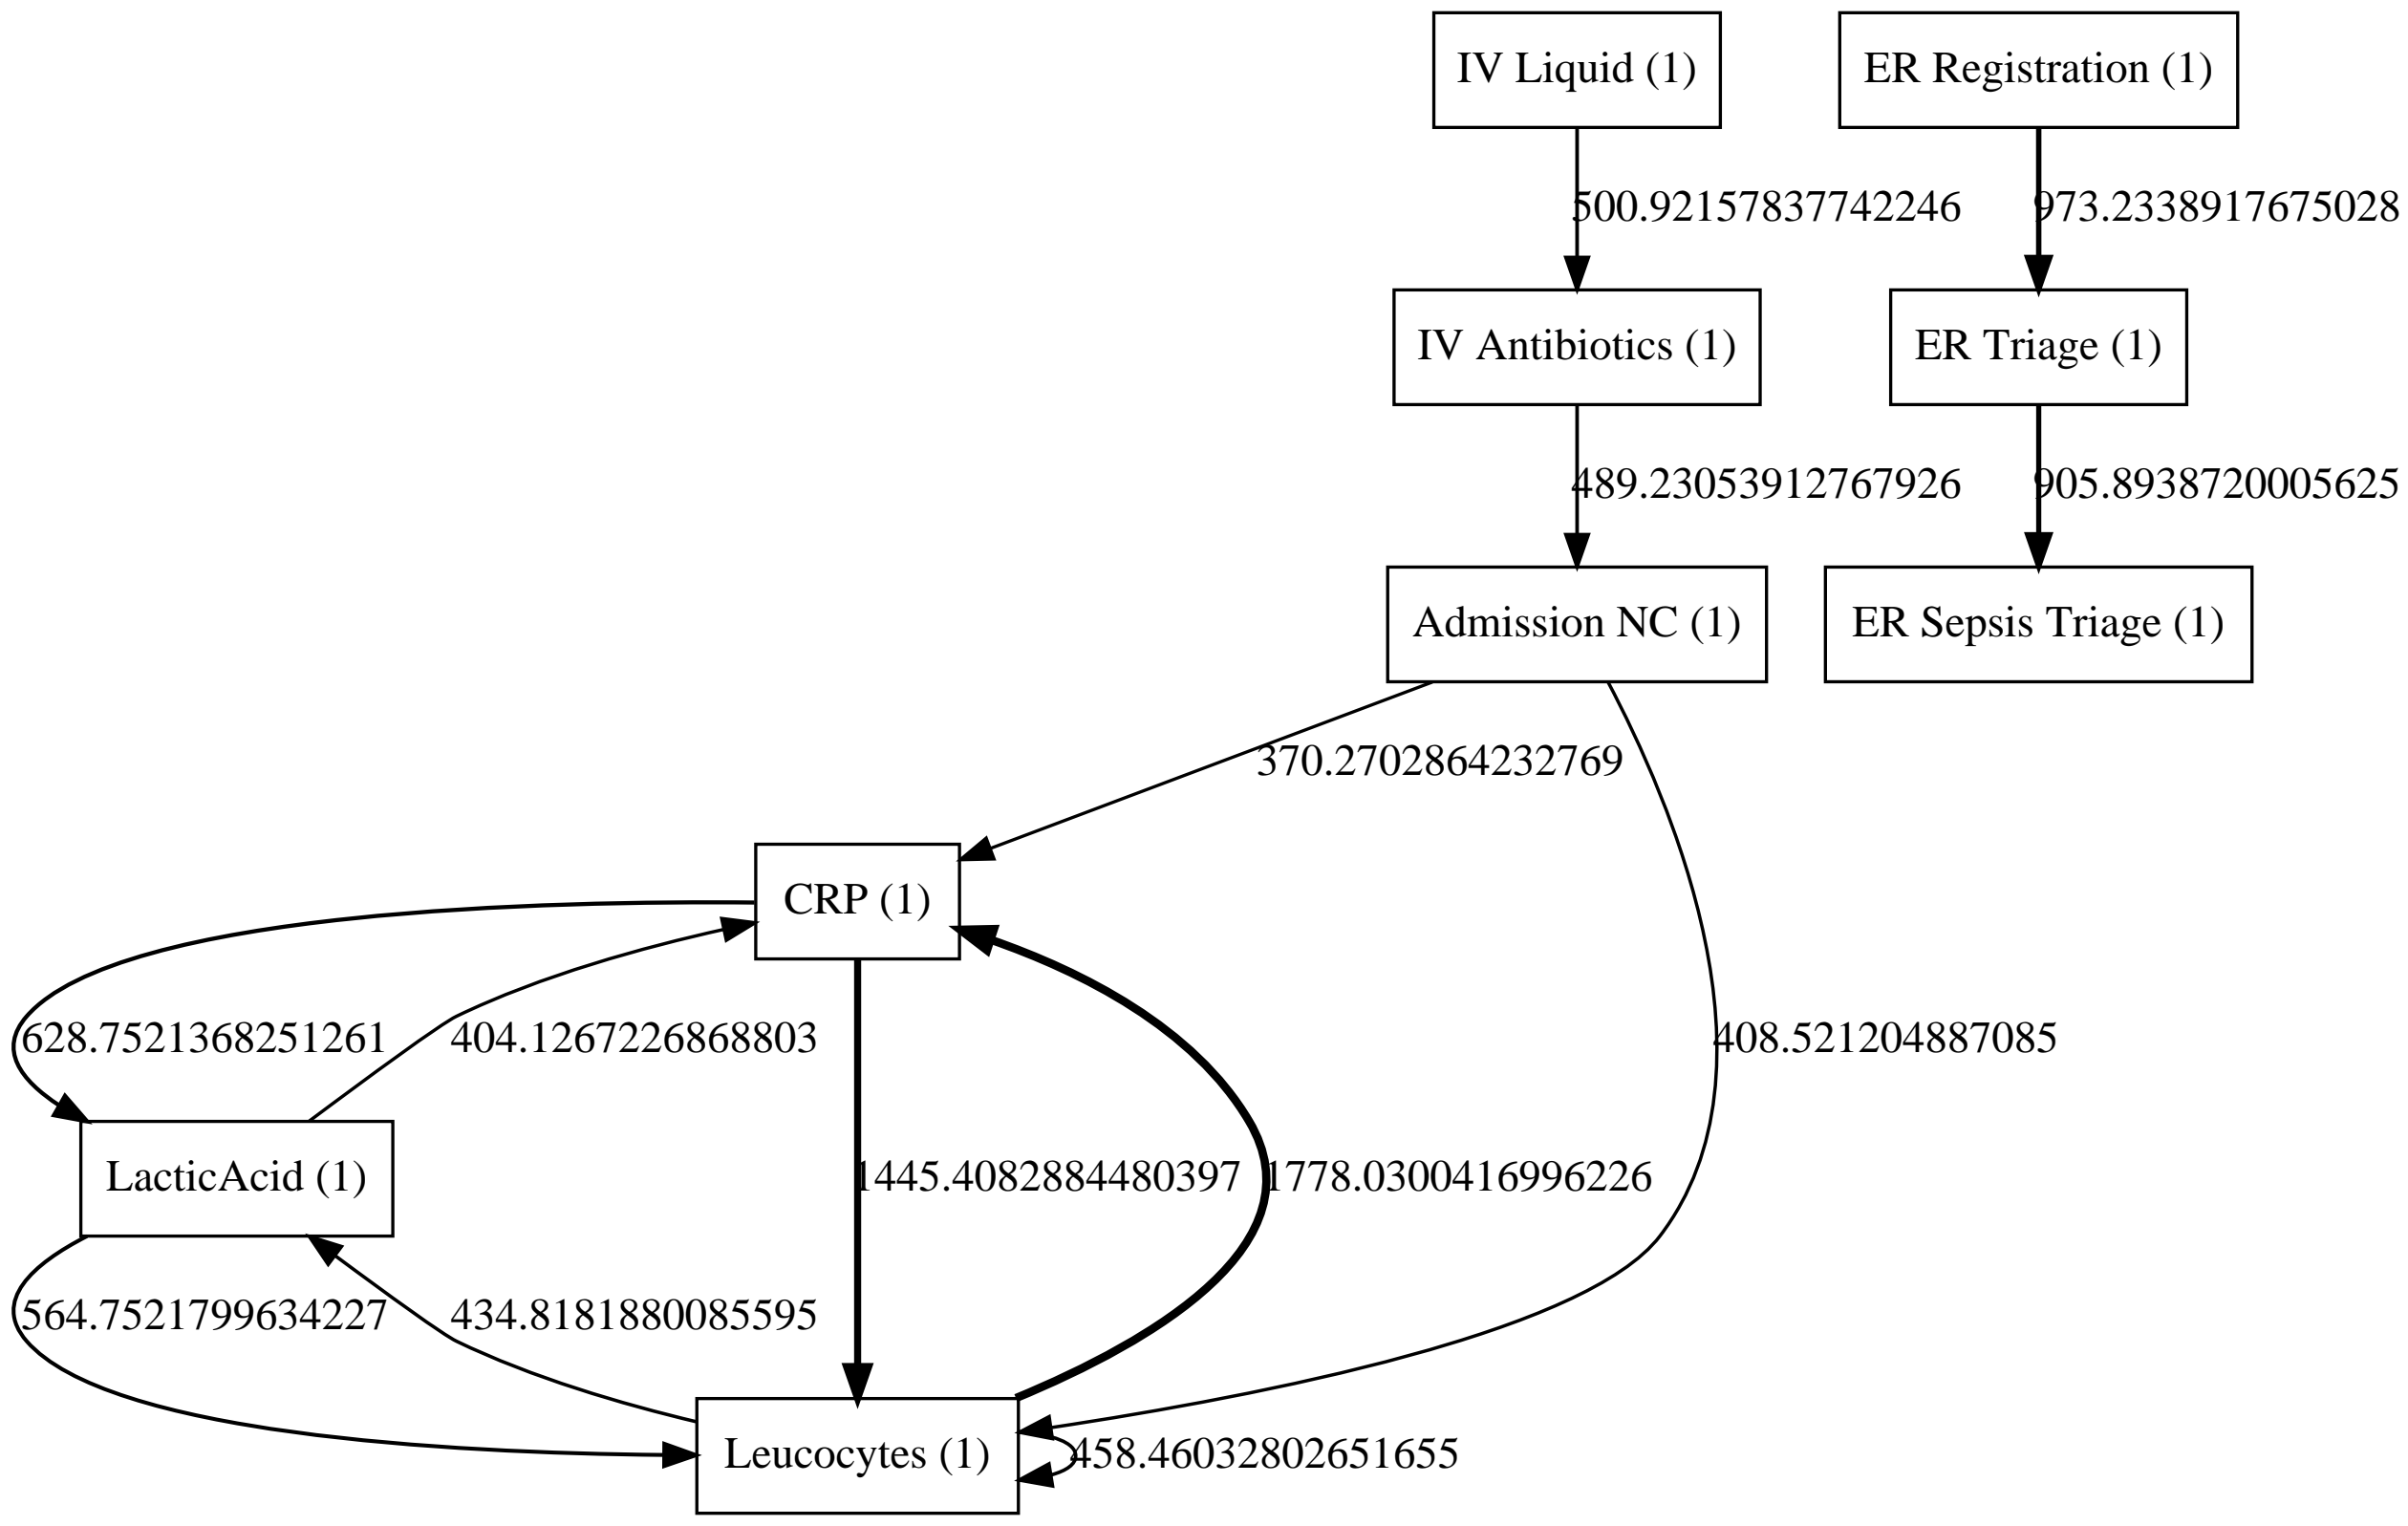 IV Liquid (1)
ER Registration (1)
500.92157837742246
973.2338917675028
IV Antibiotics (1)
ER Triage (1)
489.23053912767926
905.8938720005625
Admission NC (1)
ER Sepsis Triage (1)
370.2702864232769
CRP (1)
628.7521368251261
404.1267226868803
408.521204887085
LacticAcid (1)
1445.4082884480397
1778.0300416996226
564.7521799634227
434.8181880085595
Leucocytes (1)
458.46032802651655